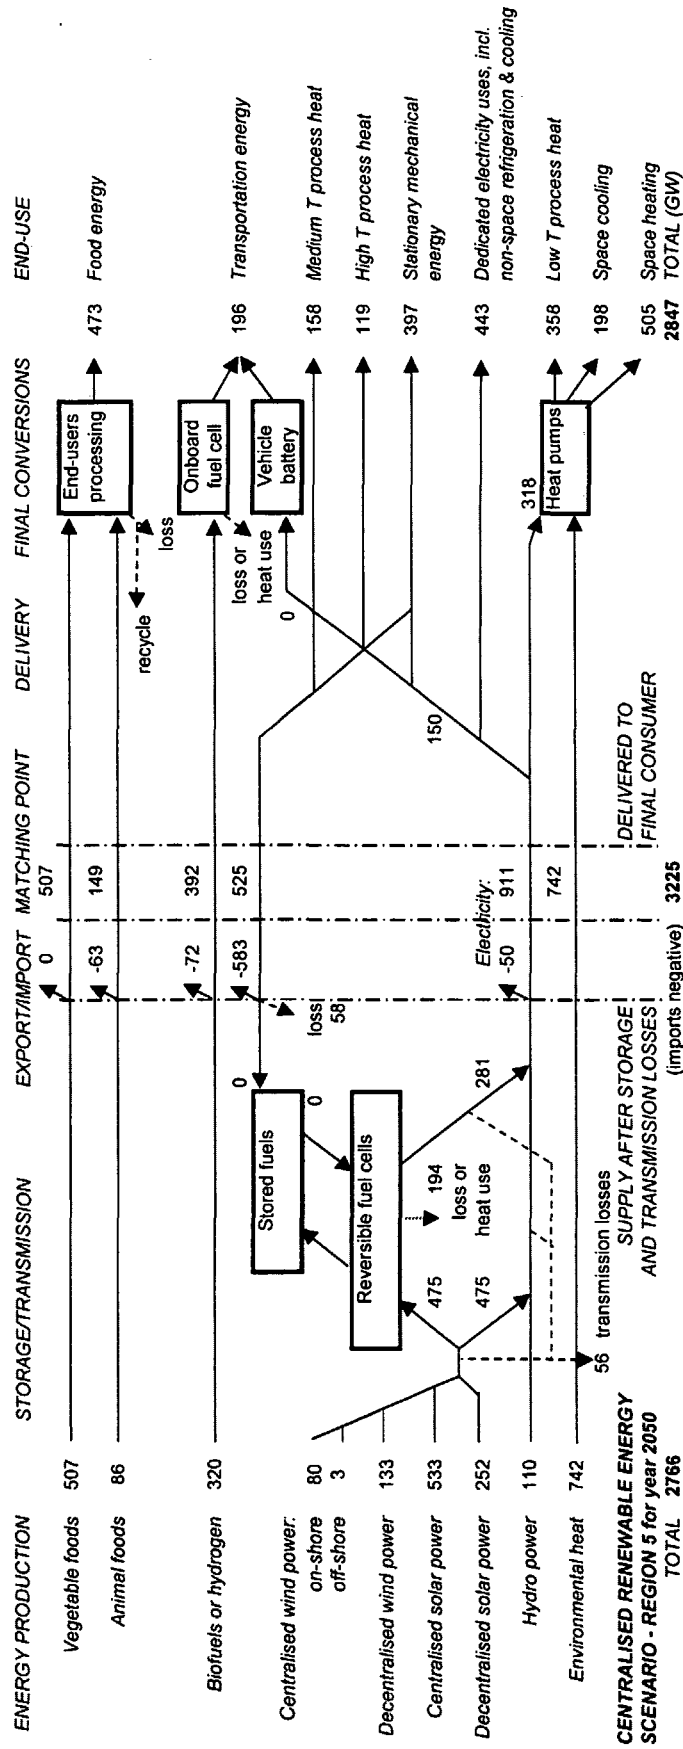 ENERGY PRODUCTION
STORAGE/TRANSMISSION
EXPORT/IMPORT
MATCHING POINT
DELIVERY
FINAL CONVERSIONS
END-USE
Vegetable foods 507
0
507
Animal foods 86
-63
149
End-users
processing
473 Food energy
recycle
loss
Biofuels or hydrogen 320
-72
392
Onboard
fuel cell
196 Transportation energy
loss or
heat use
Vehicle
battery
0
Centralised wind power:
on-shore 80
off-shore 3
Decentralised wind power 133
Centralised solar power 533
Decentralised solar power 252
Hydro power 110
Environmental heat 742
Stored fuels
0
0
-583
525
loss
58
Reversible fuel cells
475
194
loss or
heat use
475
281
56 transmission losses
Electricity:
-50
911
742
150
158 Medium T process heat
119 High T process heat
397 Stationary mechanical
energy
443 Dedicated electricity uses, incl.
non-space refrigeration & cooling
318
Heat pumps
358 Low T process heat
198 Space cooling
505 Space heating
2847 TOTAL (GW)
CENTRALISED RENEWABLE ENERGY
SCENARIO - REGION 5 for year 2050
TOTAL 2766
SUPPLY AFTER STORAGE
AND TRANSMISSION LOSSES
(imports negative)
3225
DELIVERED TO
FINAL CONSUMER